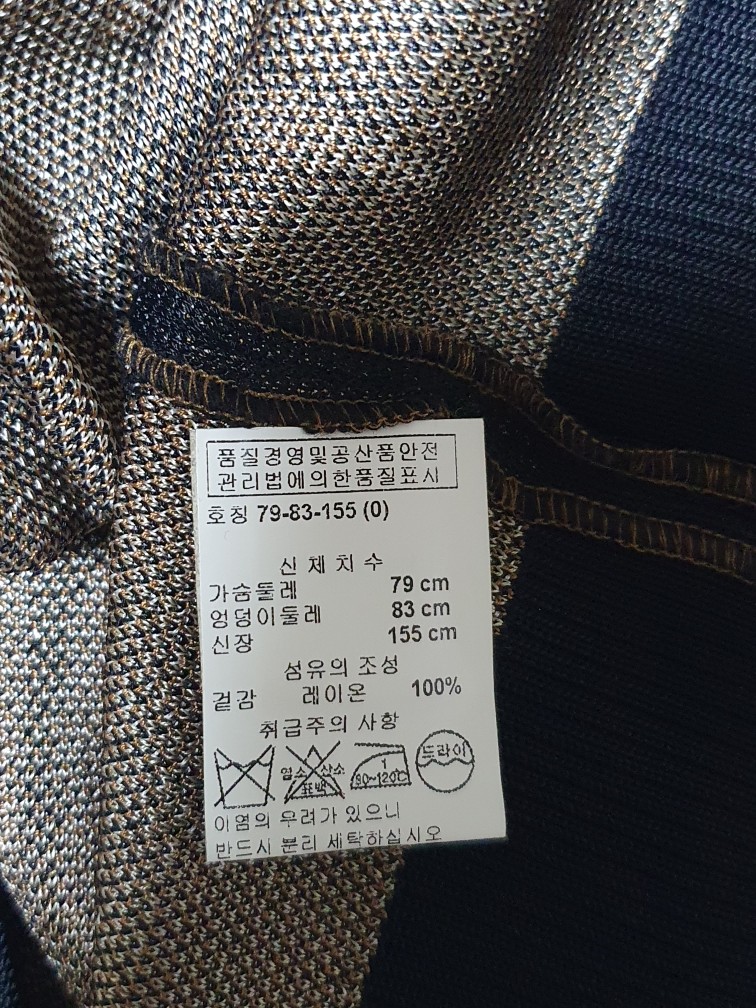 품질경영및공산품안전
관리법에의한품질표시
호칭 79-83-155 (0)
신체치수
가슴둘레 79 cm
엉덩이둘레 83 cm
신장 155 cm
섬유의 조성
겉감 레이온 100%
취급주의 사항
염소 산소 표백
1 80~120℃
드라이
이염의 우려가 있으니
반드시 분리 세탁하십시오